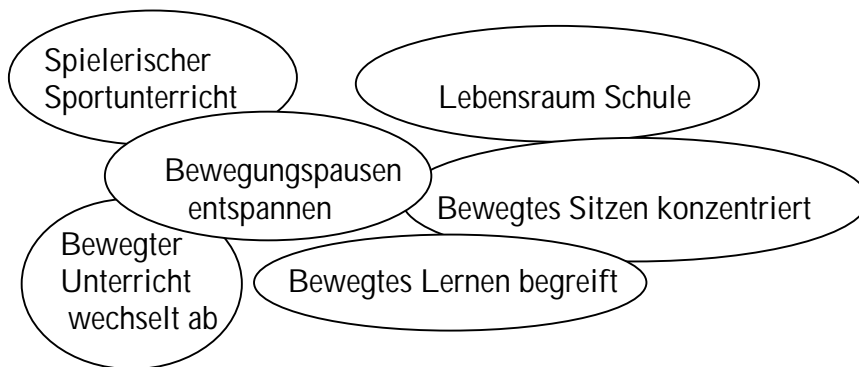 Spielerischer
Sportunterricht
Lebensraum Schule
Bewegungspausen
entspannen
Bewegtes Sitzen konzentriert
Bewegter
Unterricht
wechselt ab
Bewegtes Lernen begreift